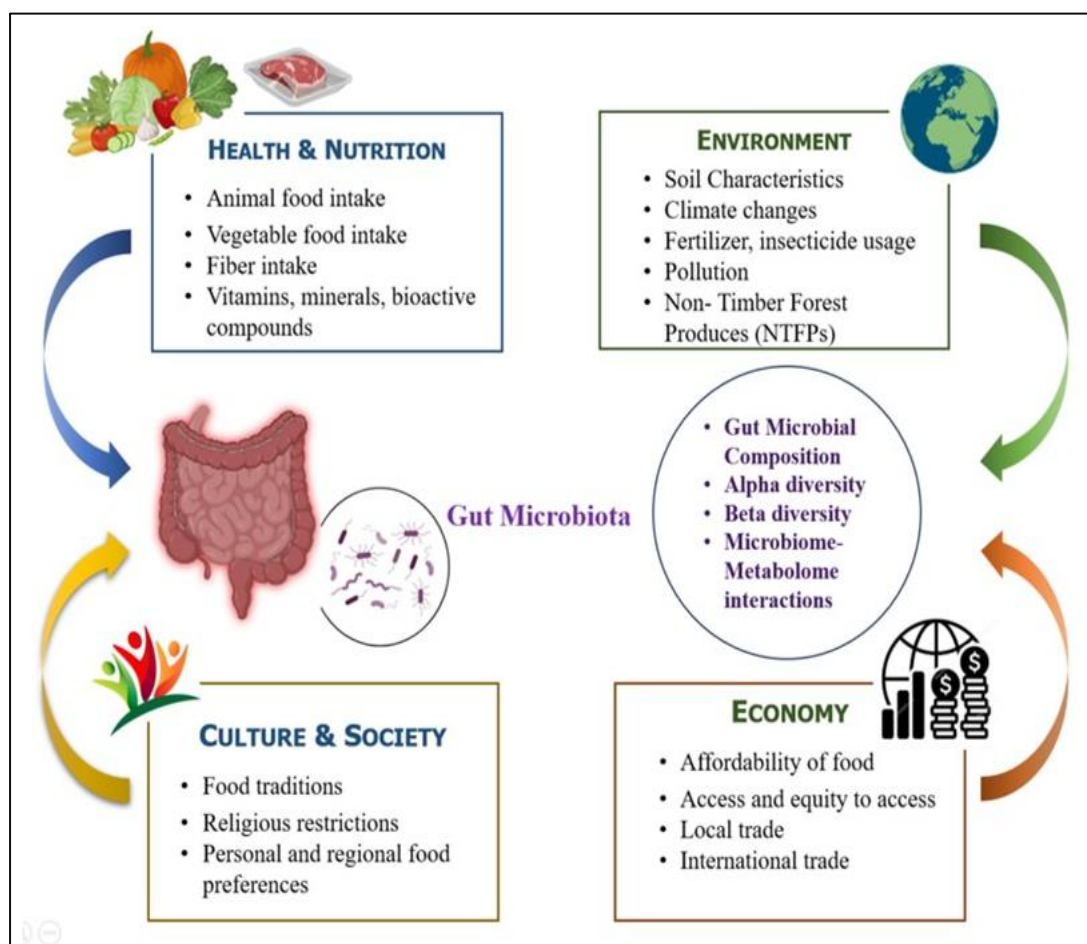 HEALTH & NUTRITION
• Animal food intake
• Vegetable food intake
• Fiber intake
• Vitamins, minerals, bioactive
compounds
ENVIRONMENT
• Soil Characteristics
• Climate changes
• Fertilizer, insecticide usage
• Pollution
• Non- Timber Forest
Produces (NTFPs)
Gut Microbiota
• Gut Microbial
Composition
• Alpha diversity
• Beta diversity
• Microbiome-
Metabolome
interactions
CULTURE & SOCIETY
• Food traditions
• Religious restrictions
• Personal and regional food
preferences
$
$
ECONOMY
• Affordability of food
• Access and equity to access
• Local trade
• International trade